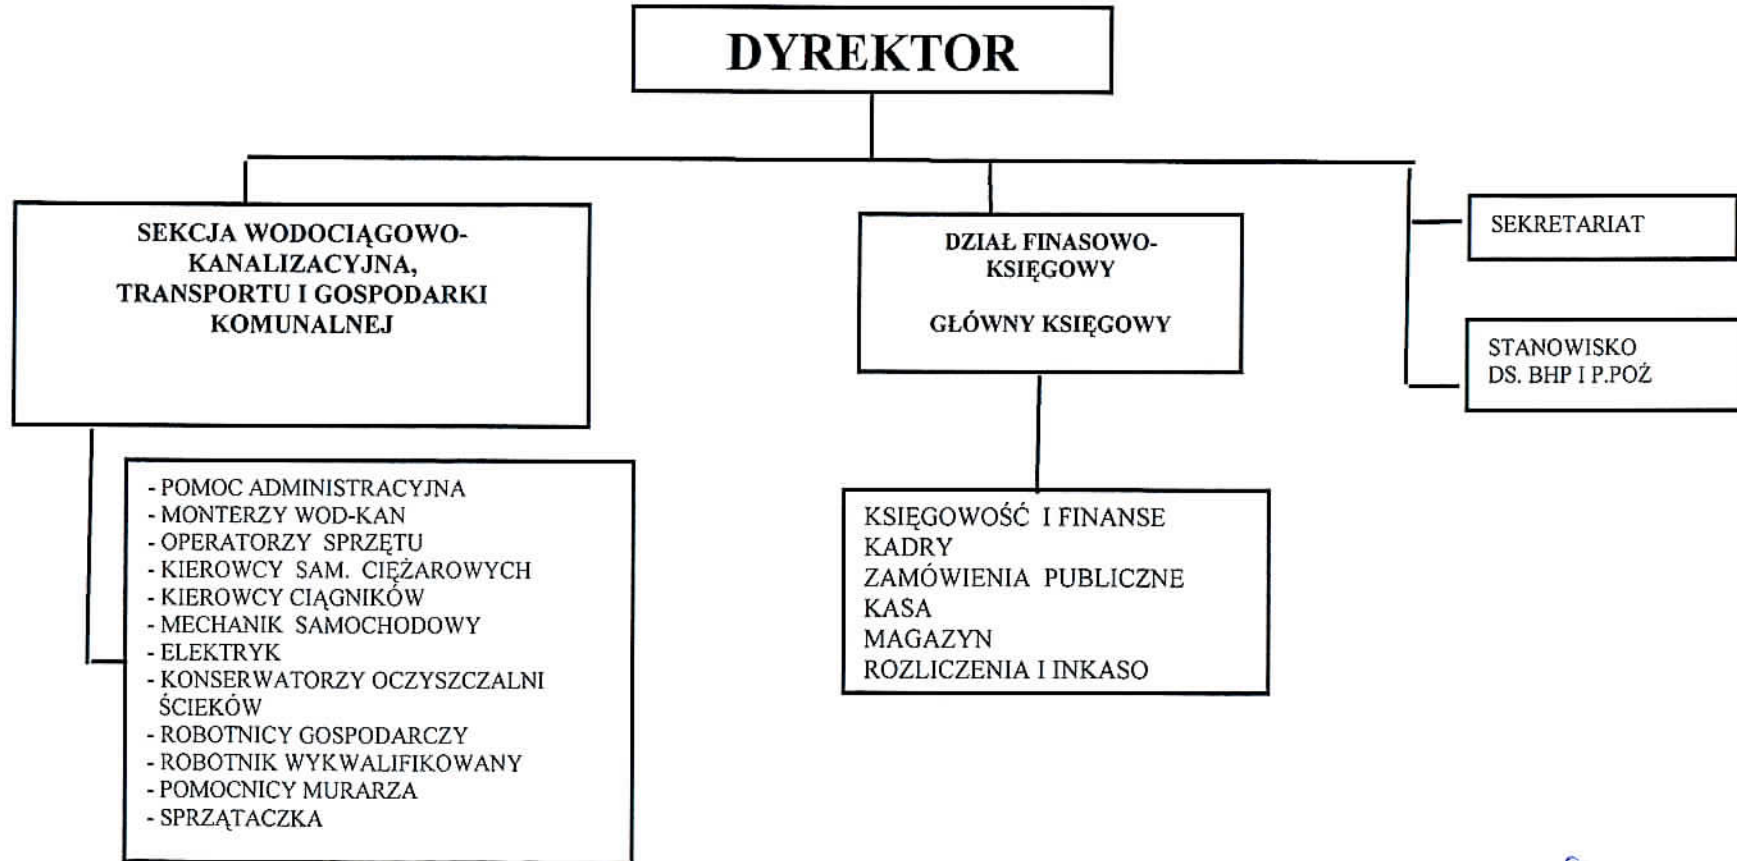 DYREKTOR
SEKCJA WODOCIĄGOWO-
KANALIZACYJNA,
TRANSPORTU I GOSPODARKI
KOMUNALNEJ
DZIAŁ FINASOWO-
KSIĘGOWY
GŁÓWNY KSIĘGOWY
SEKRETARIAT
STANOWISKO
DS. BHP I P.POŻ
- POMOC ADMINISTRACYJNA
- MONTERZY WOD-KAN
- OPERATORZY SPRZĘTU
- KIEROWCY SAM. CIĘŻAROWYCH
- KIEROWCY CIĄGNIKÓW
- MECHANIK SAMOCHODOWY
- ELEKTRYK
- KONSERWATORZY OCZYSZCZALNI
ŚCIEKÓW
- ROBOTNICY GOSPODARCZY
- ROBOTNIK WYKWALIFIKOWANY
- POMOCNICY MURARZA
- SPRZĄTACZKA
KSIĘGOWOŚĆ I FINANSE
KADRY
ZAMÓWIENIA PUBLICZNE
KASA
MAGAZYN
ROZLICZENIA I INKASO